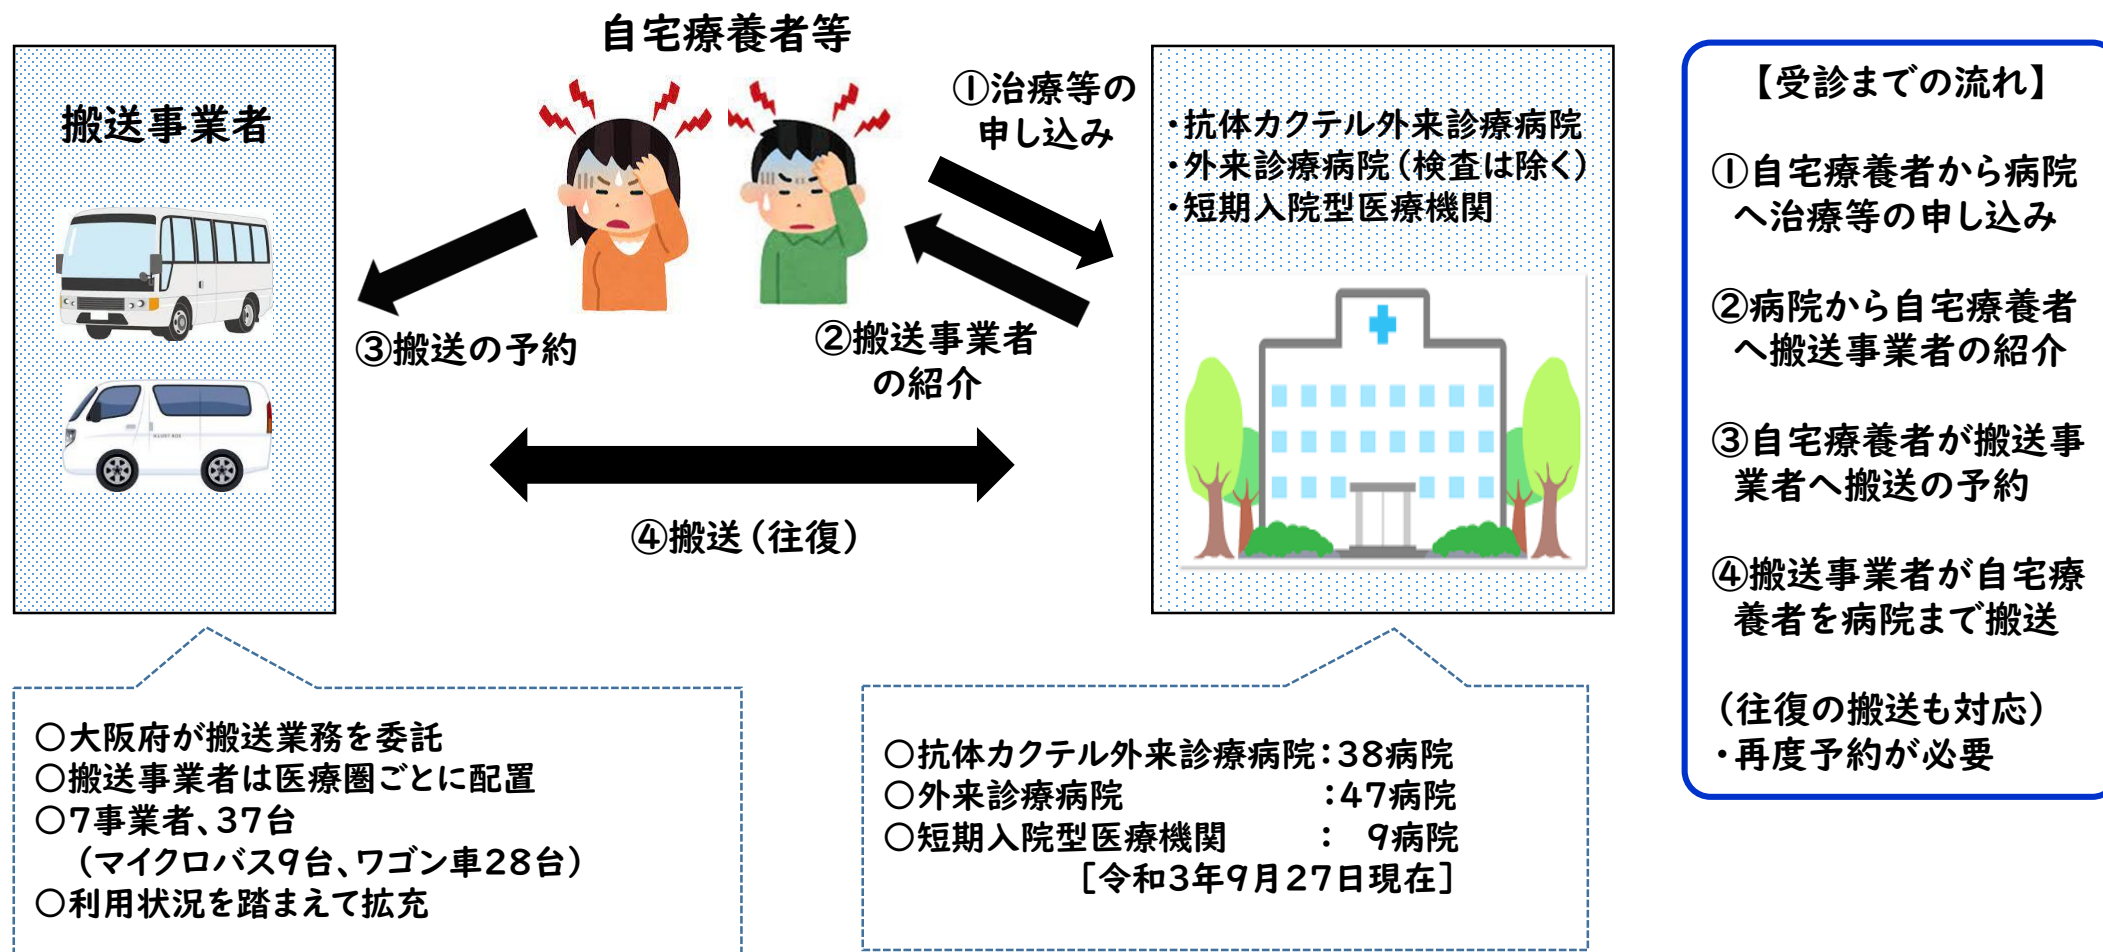 自宅療養者等
搬送事業者
①治療等の
申し込み
・抗体カクテル外来診療病院
・外来診療病院（検査は除く）
・短期入院型医療機関
③搬送の予約
②搬送事業者
の紹介
④搬送（往復）
【受診までの流れ】
①自宅療養者から病院
へ治療等の申し込み
②病院から自宅療養者
へ搬送事業者の紹介
③自宅療養者が搬送事
業者へ搬送の予約
④搬送事業者が自宅療
養者を病院まで搬送
（往復の搬送も対応）
・再度予約が必要
○大阪府が搬送業務を委託
○搬送事業者は医療圏ごとに配置
○7事業者、37台
（マイクロバス9台、ワゴン車28台）
○利用状況を踏まえて拡充
○抗体カクテル外来診療病院：38病院
○外来診療病院　　　　　：47病院
○短期入院型医療機関　　：　9病院
［令和3年9月27日現在］